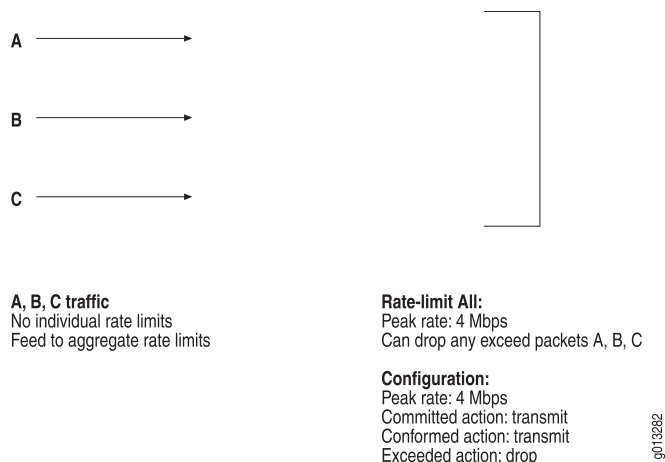 A
B
C
A, B, C traffic
No individual rate limits
Feed to aggregate rate limits
Rate-limit All:
Peak rate: 4 Mbps
Can drop any exceed packets A, B, C
Configuration:
Peak rate: 4 Mbps
Committed action: transmit
Conformed action: transmit
Exceeded action: drop
g013282